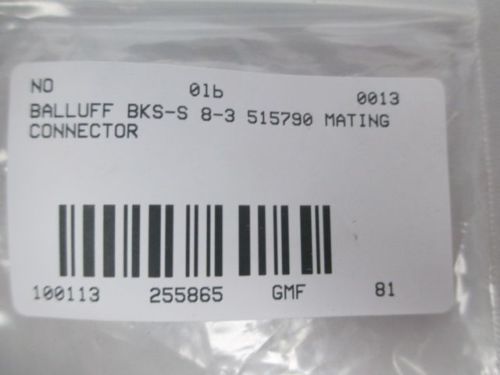 NO 01b 0013
BALLUFF BKS-S 8-3 515790 MATING
CONNECTOR
100113 255865 GMF 81